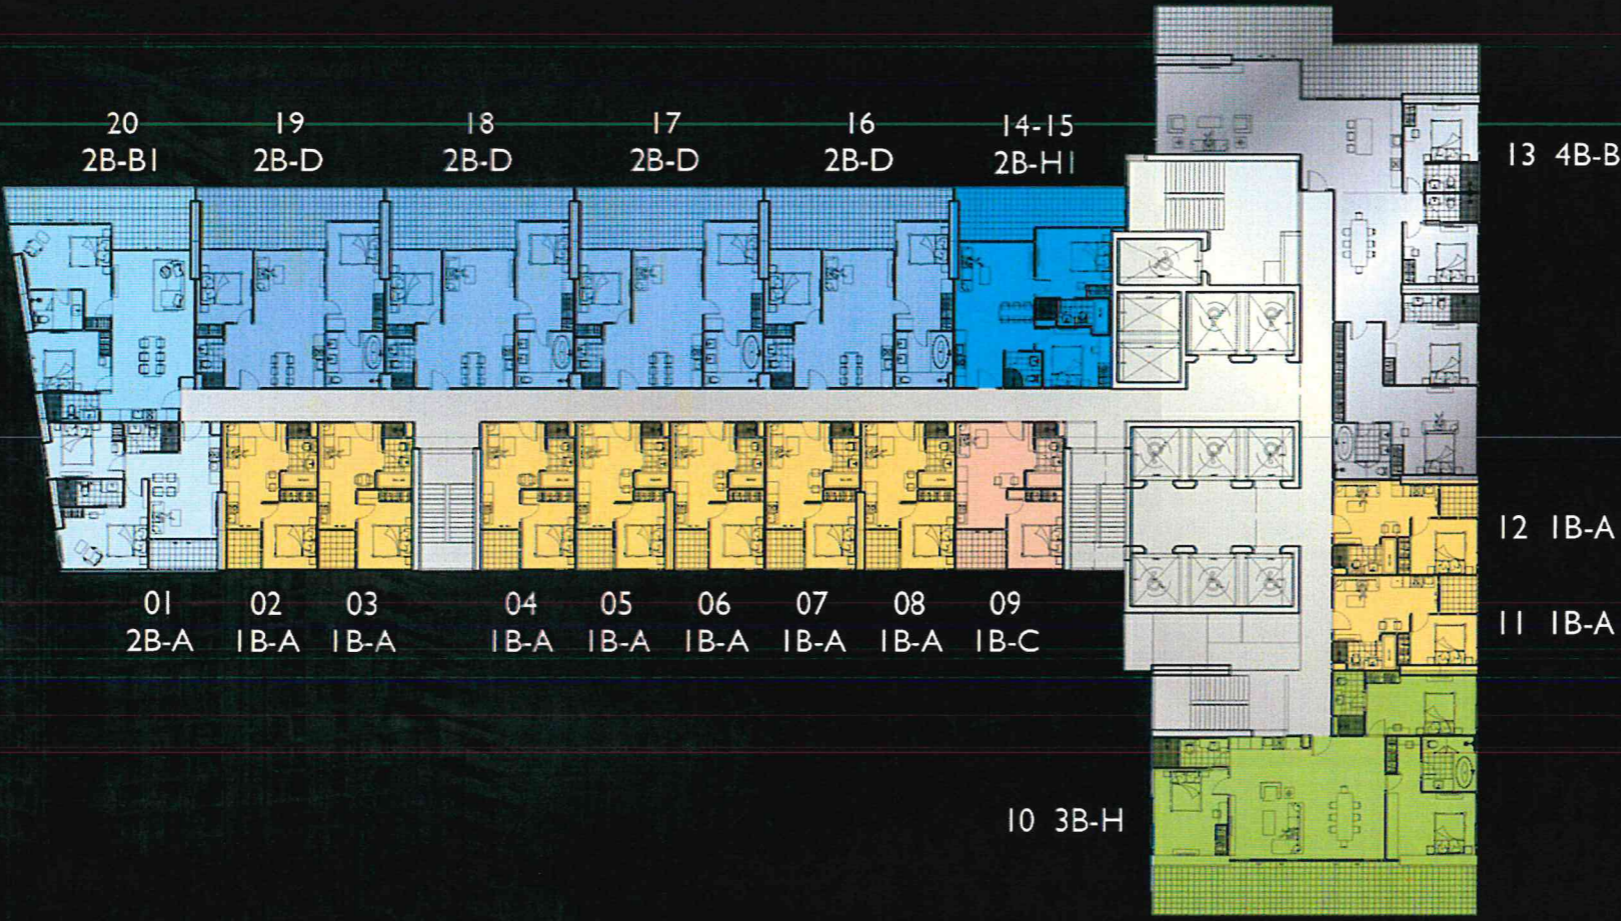 20 19 18 17 16 14-15
2B-B1 2B-D 2B-D 2B-D 2B-D 2B-H1
13 4B-B
12 1B-A
11 1B-A
01 02 03 04 05 06 07 08 09
2B-A 1B-A 1B-A 1B-A 1B-A 1B-A 1B-A 1B-A 1B-C
10 3B-H